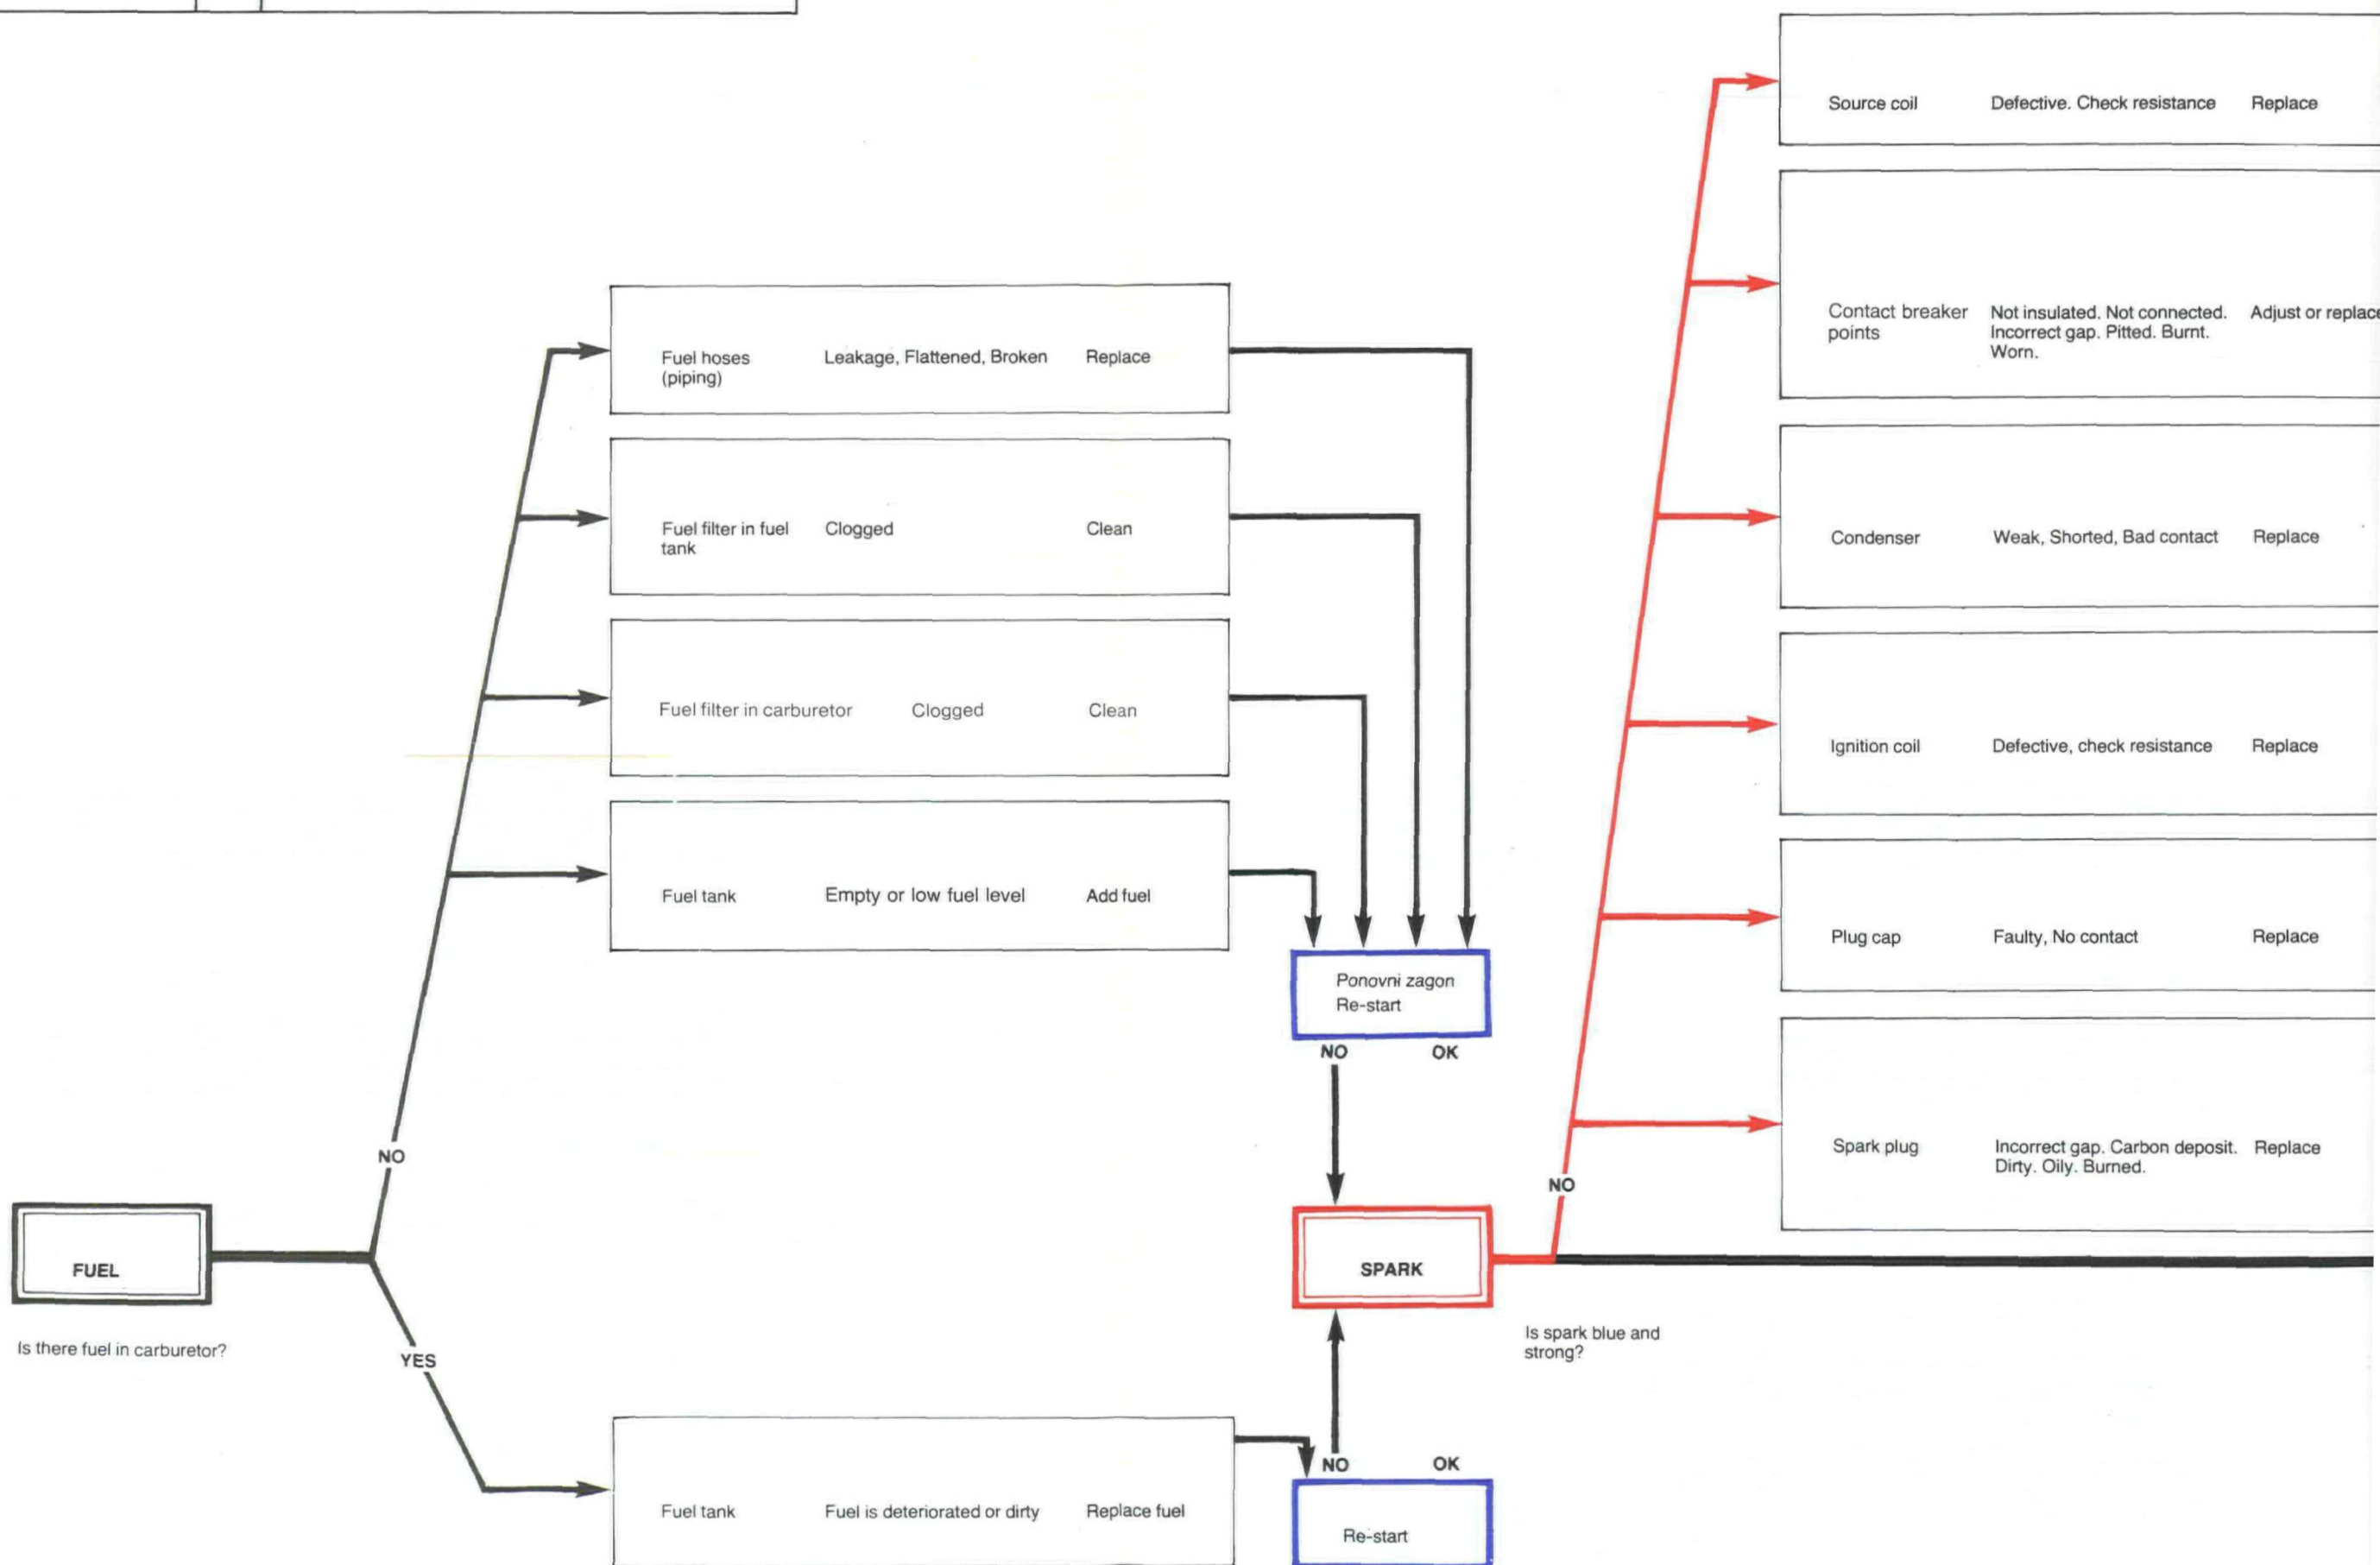 Source coil Defective. Check resistance Replace
Contact breaker Not insulated. Not connected. Adjust or replace
points Incorrect gap. Pitted. Burnt.
Worn.
Fuel hoses Leakage, Flattened, Broken Replace
(piping)
Fuel filter in fuel Clogged Clean
tank
Condenser Weak, Shorted, Bad contact Replace
Fuel filter in carburetor Clogged Clean
Ignition coil Defective, check resistance Replace
Fuel tank Empty or low fuel level Add fuel
Plug cap Faulty, No contact Replace
Ponovni zagon
Re-start
NO OK
Spark plug Incorrect gap. Carbon deposit. Replace
Dirty. Oily. Burned.
NO
NO
FUEL
SPARK
Is there fuel in carburetor?
Is spark blue and
strong?
YES
NO OK
Fuel tank Fuel is deteriorated or dirty Replace fuel
Re-start